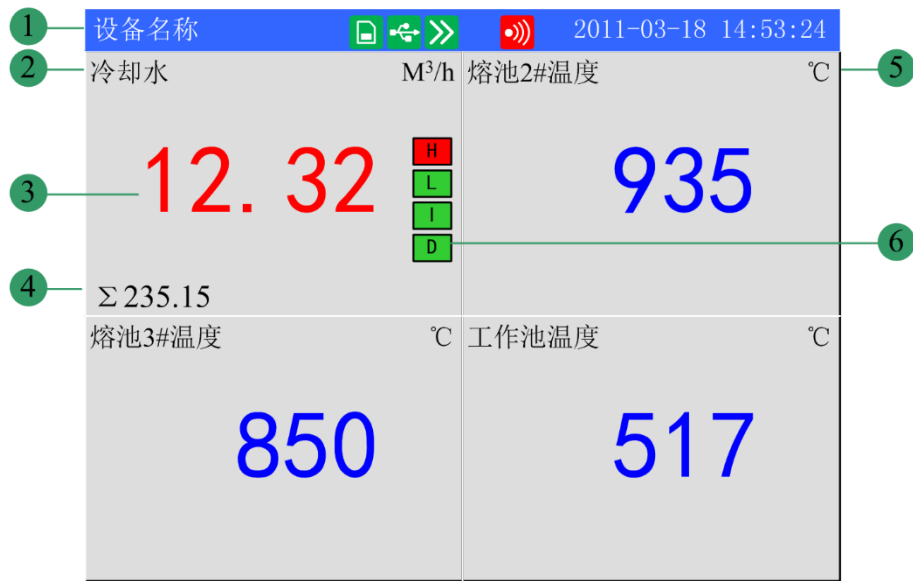 1 设备名称 2011-03-18 14:53:24
2 冷却水 M³/h 熔池2#温度 ℃ 5
H
3 12.32 L 935
I
D 6
4 Σ235.15
熔池3#温度 ℃ 工作池温度 ℃
850 517